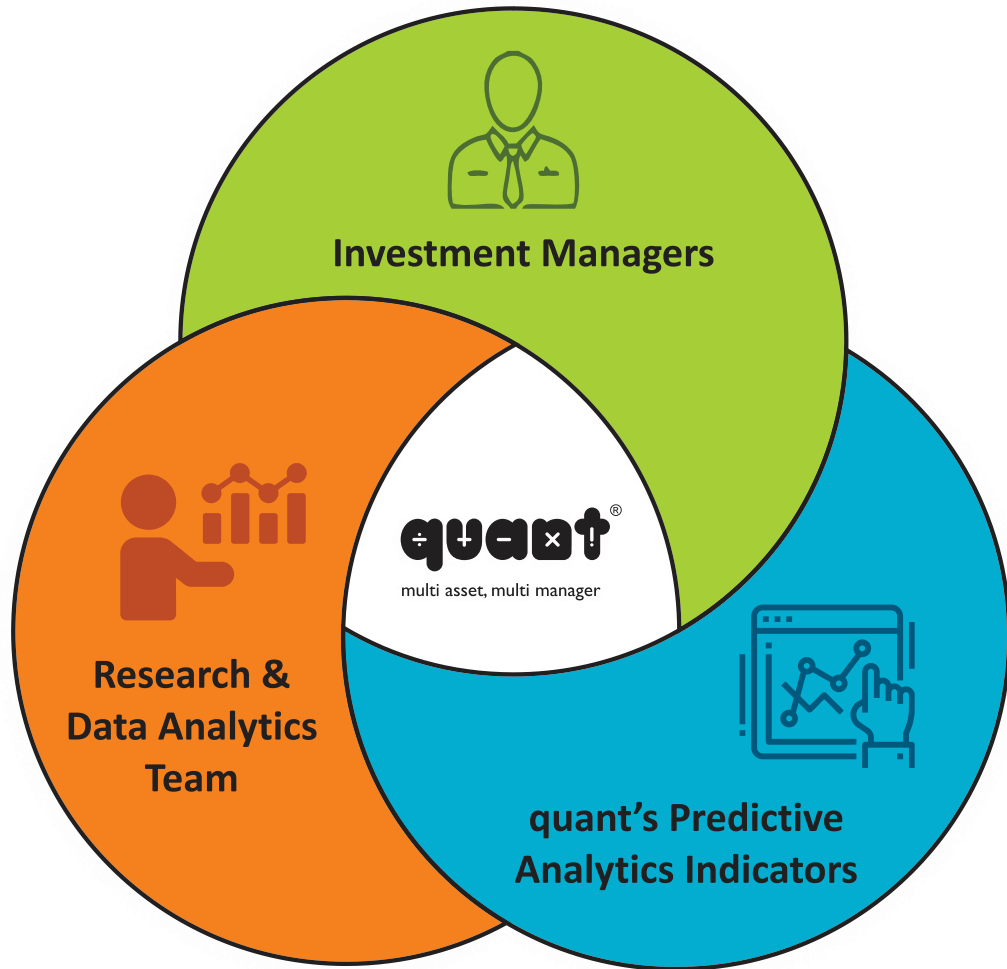 Investment Managers
quant®
multi asset, multi manager
Research &
Data Analytics
Team
quant’s Predictive
Analytics Indicators